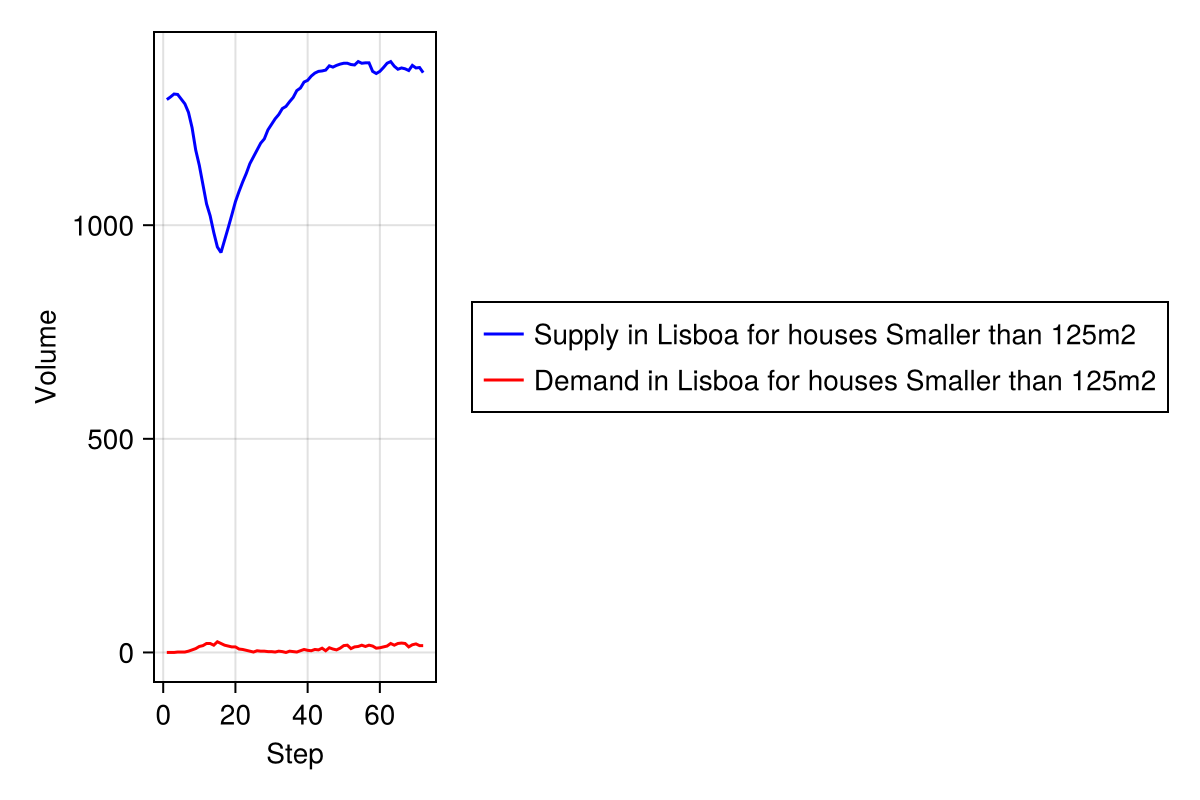 Volume
1000
500
0
0 20 40 60
Step
Supply in Lisboa for houses Smaller than 125m2
Demand in Lisboa for houses Smaller than 125m2